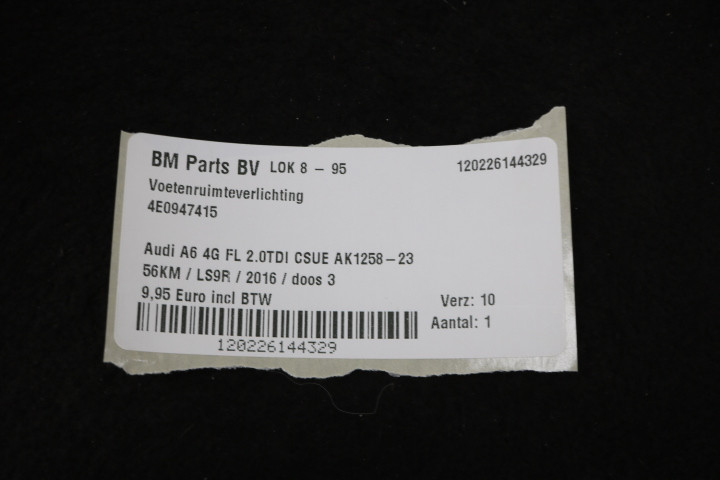 BM Parts BV LOK 8 - 95 120226144329
Voetenruimteverlichting
4E0947415
Audi A6 4G FL 2.0TDI CSUE AK1258-23
56KM / LS9R / 2016 / doos 3
9,95 Euro incl BTW Verz: 10
Aantal: 1
120226144329